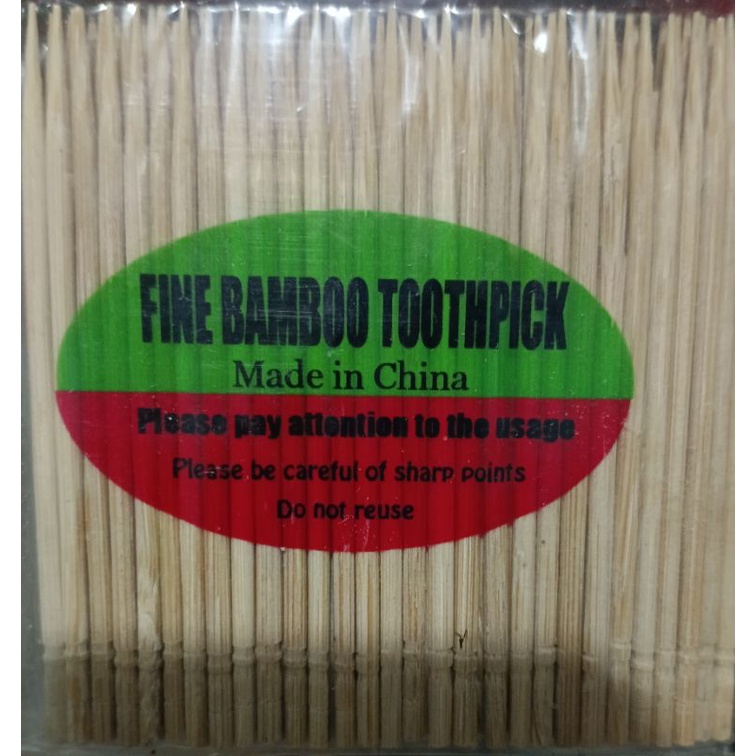 FINE BAMBOO TOOTHPICK
Made in China
Please pay attention to the usage
Please be careful of sharp points
Do not reuse